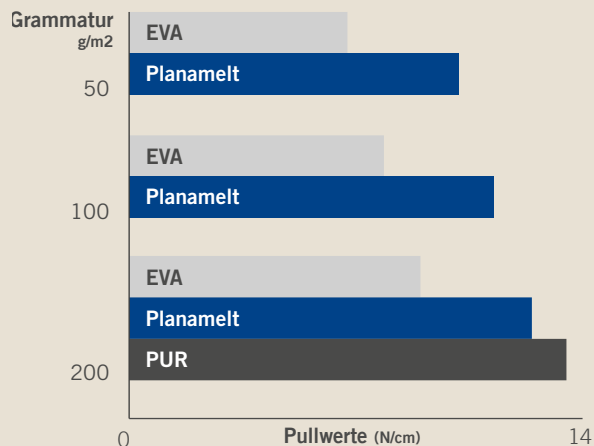 Grammatur
g/m2
EVA
Planamelt
50
EVA
Planamelt
100
EVA
Planamelt
PUR
200
0 Pullwerte (N/cm) 14